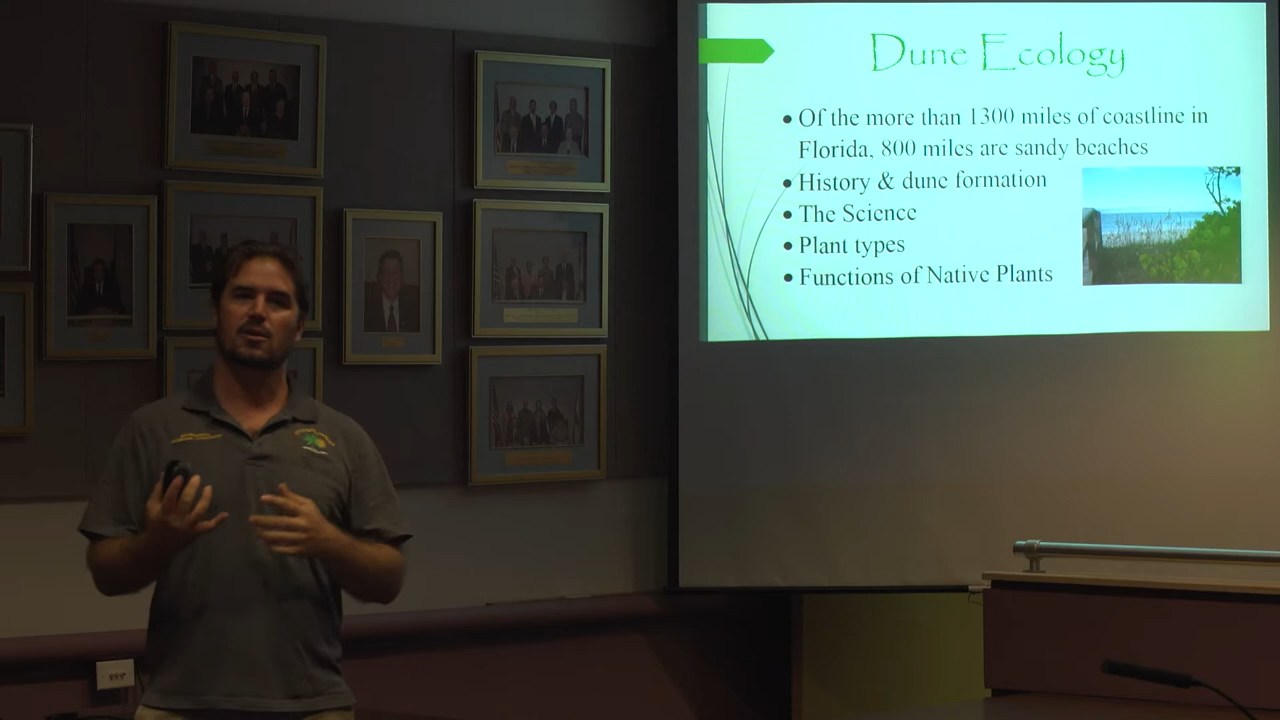 Dune Ecology
• Of the more than 1300 miles of coastline in
Florida, 800 miles are sandy beaches
• History & dune formation
• The Science
• Plant types
• Functions of Native Plants